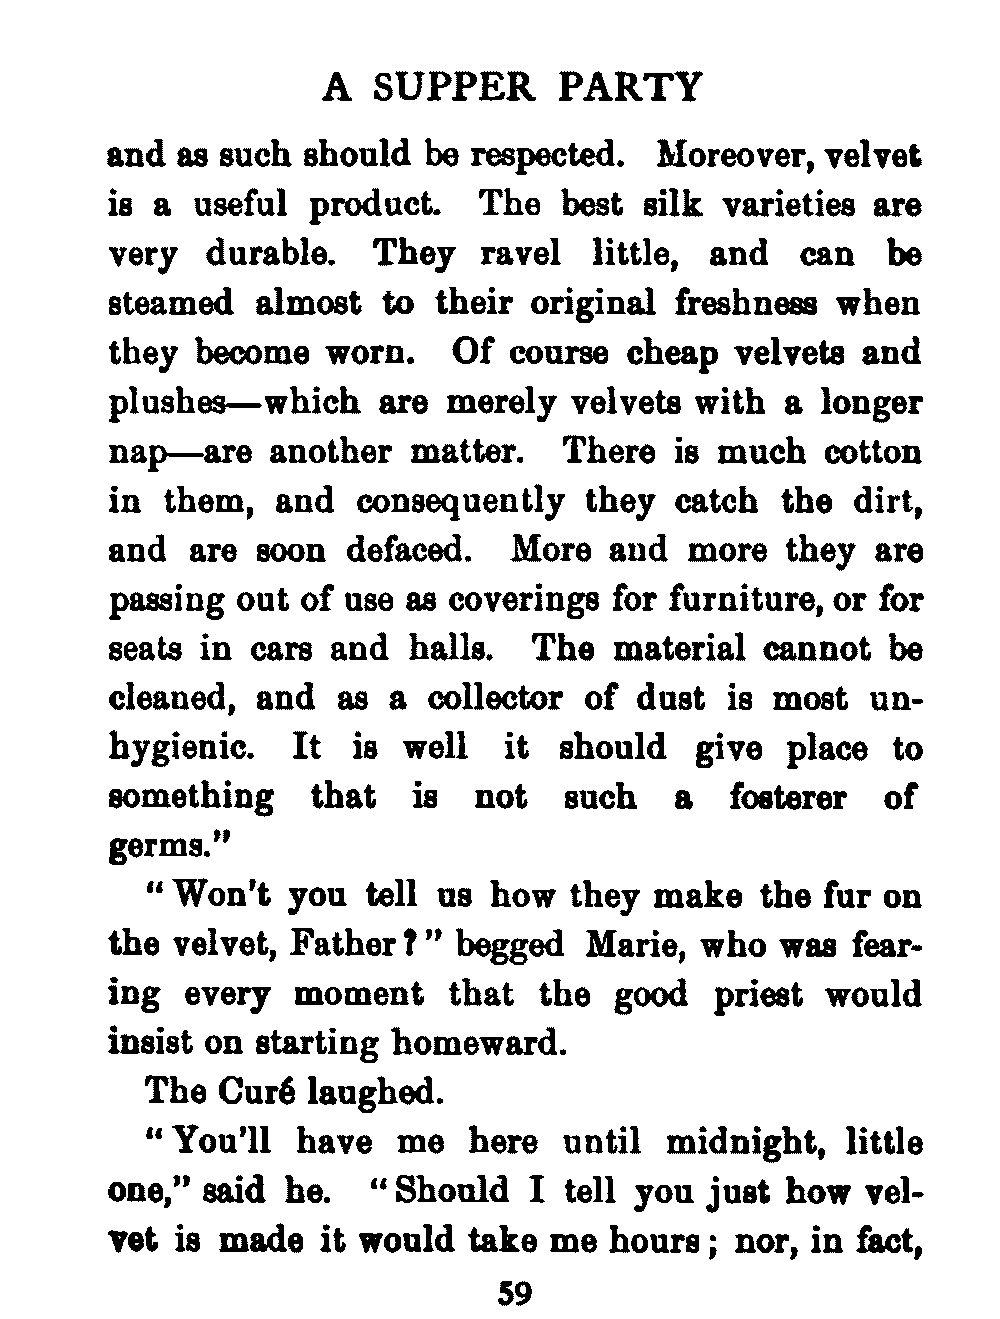 A SUPPER PARTY
and as such should be respected. Moreover, velvet
is a useful product. The best silk varieties are
very durable. They ravel little, and can be
steamed almost to their original freshness when
they become worn. Of course cheap velvets and
plushes—which are merely velvets with a longer
nap—are another matter. There is much cotton
in them, and consequently they catch the dirt,
and are soon defaced. More and more they are
passing out of use as coverings for furniture, or for
seats in cars and halls. The material cannot be
cleaned, and as a collector of dust is most un-
hygienic. It is well it should give place to
something that is not such a fosterer of
germs."
"Won't you tell us how they make the fur on
the velvet, Father?" begged Marie, who was fear-
ing every moment that the good priest would
insist on starting homeward.
The Curé laughed.
"You'll have me here until midnight, little
one," said he. "Should I tell you just how vel-
vet is made it would take me hours; nor, in fact,
59